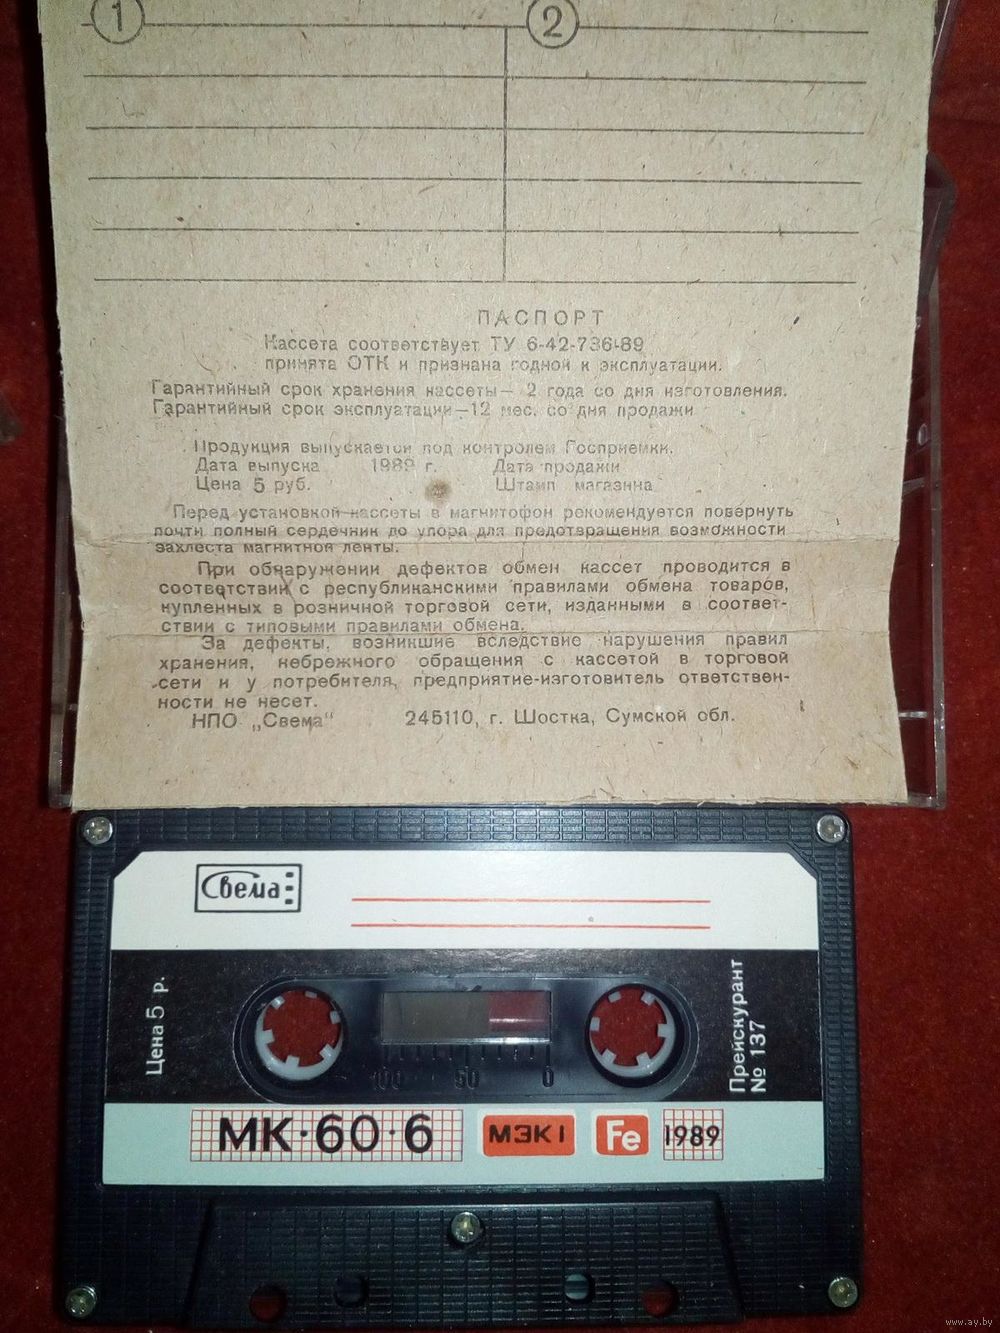 1 2
ПАСПОРТ
Кассета соответствует ТУ 6-42-736-89
принята ОТК и признана годной к эксплуатации.
Гарантийный срок хранения кассеты— 2 года со дня изготовления.
Гарантийный срок эксплуатации—12 мес. со дня продажи
Продукция выпускается под контролем Госприемки.
Дата выпуска 1989 г. Дата продажи
Цена 5 руб. Штамп магазина
Перед установкой кассеты в магнитофон рекомендуется повернуть
почти полный сердечник до упора для предотвращения возможности
захлеста магнитной ленты.
При обнаружении дефектов обмен кассет проводится в
соответствии с республиканскими правилами обмена товаров,
купленных в розничной торговой сети, изданными в соответ-
ствии с типовыми правилами обмена.
За дефекты, возникшие вследствие нарушения правил
хранения, небрежного обращения с кассетой в торговой
сети и у потребителя, предприятие-изготовитель ответствен-
ности не несет.
НПО „Свема“ 245110, г. Шостка, Сумской обл.
Свема
Цена 5 р.
100 50 0
Прейскурант
№ 137
МК·60·6 МЭК I Fe 1989
www.ay.by